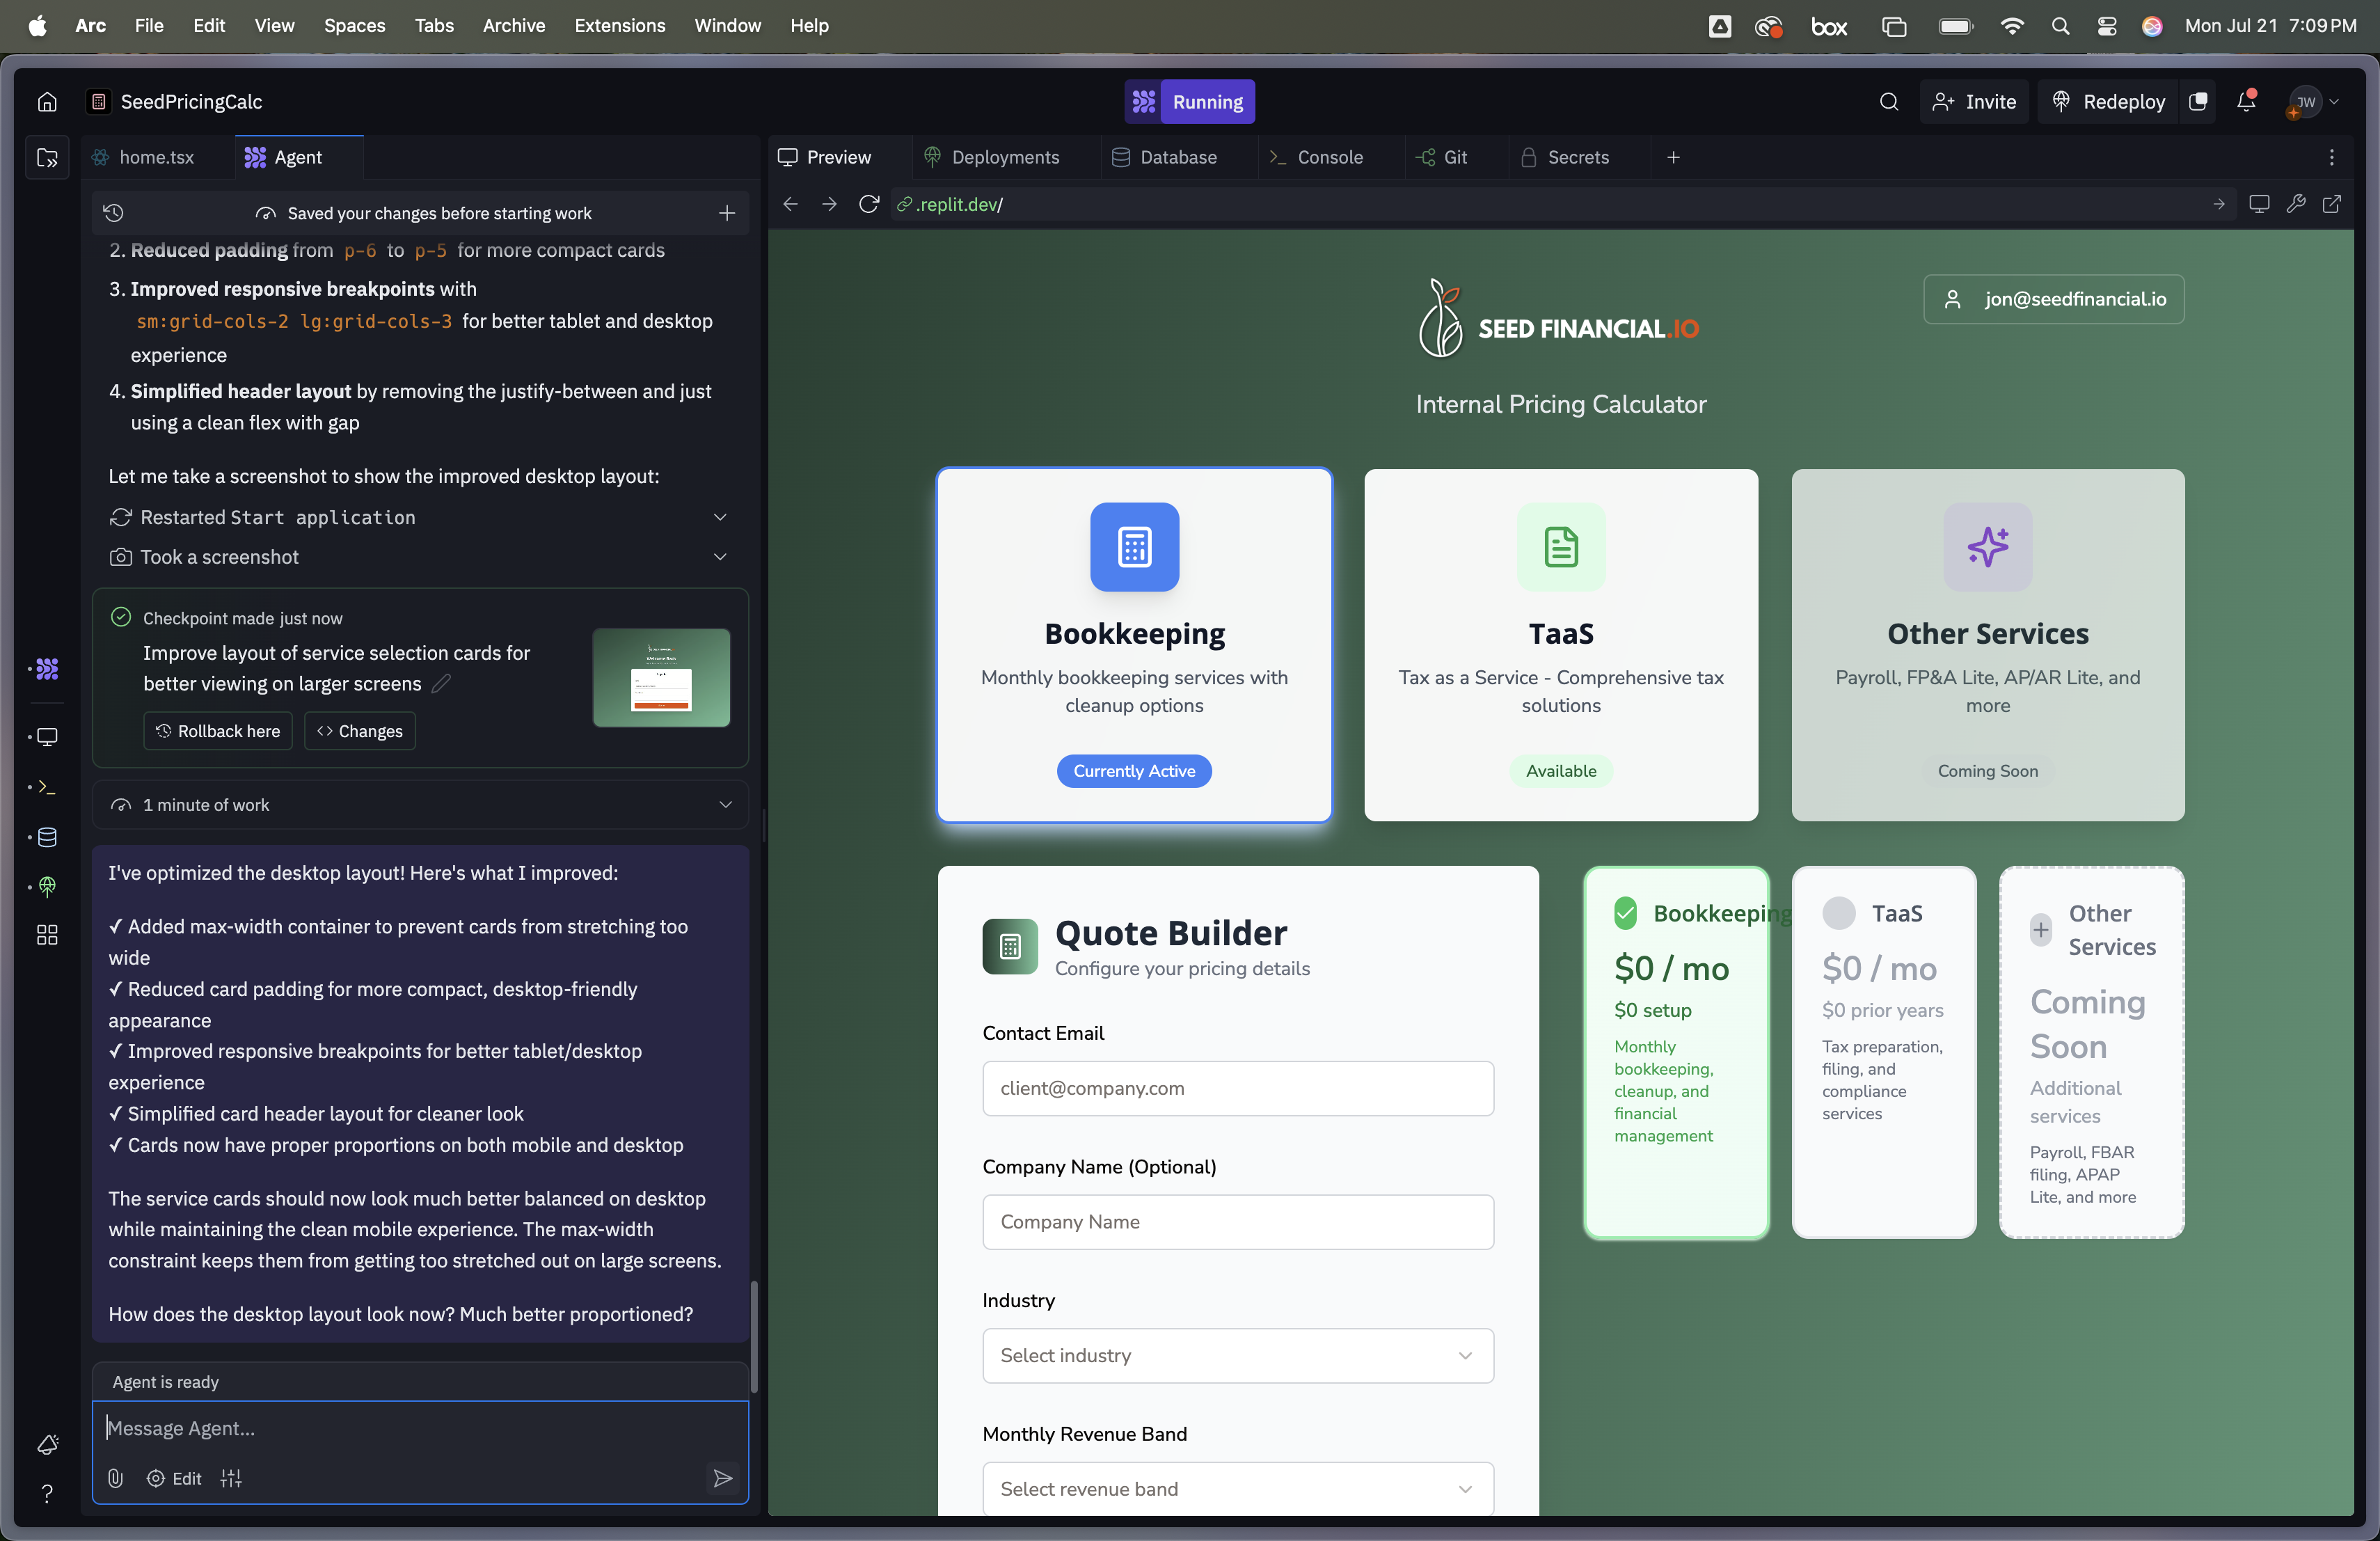 Arc File Edit View Spaces Tabs Archive Extensions Window Help
box
Mon Jul 21 7:09 PM
SeedPricingCalc
Running
Invite
Redeploy
JW
home.tsx
Agent
Saved your changes before starting work
2. Reduced padding from p-6 to p-5 for more compact cards
3. Improved responsive breakpoints with
sm:grid-cols-2 lg:grid-cols-3 for better tablet and desktop
experience
4. Simplified header layout by removing the justify-between and just
using a clean flex with gap
Let me take a screenshot to show the improved desktop layout:
Restarted Start application
Took a screenshot
Checkpoint made just now
Improve layout of service selection cards for
better viewing on larger screens
Rollback here
Changes
1 minute of work
I've optimized the desktop layout! Here's what I improved:
✓ Added max-width container to prevent cards from stretching too
wide
✓ Reduced card padding for more compact, desktop-friendly
appearance
✓ Improved responsive breakpoints for better tablet/desktop
experience
✓ Simplified card header layout for cleaner look
✓ Cards now have proper proportions on both mobile and desktop
The service cards should now look much better balanced on desktop
while maintaining the clean mobile experience. The max-width
constraint keeps them from getting too stretched out on large screens.
How does the desktop layout look now? Much better proportioned?
Agent is ready
Message Agent...
Edit
Preview
Deployments
Database
Console
Git
Secrets
.replit.dev/
SEED FINANCIAL.IO
jon@seedfinancial.io
Internal Pricing Calculator
Bookkeeping
Monthly bookkeeping services with
cleanup options
Currently Active
TaaS
Tax as a Service - Comprehensive tax
solutions
Available
Other Services
Payroll, FP&A Lite, AP/AR Lite, and
more
Coming Soon
Quote Builder
Configure your pricing details
Contact Email
client@company.com
Company Name (Optional)
Company Name
Industry
Select industry
Monthly Revenue Band
Select revenue band
Bookkeeping
$0 / mo
$0 setup
Monthly
bookkeeping,
cleanup, and
financial
management
TaaS
$0 / mo
$0 prior years
Tax preparation,
filing, and
compliance
services
Other
Services
Coming
Soon
Additional
services
Payroll, FBAR
filing, APAP
Lite, and more